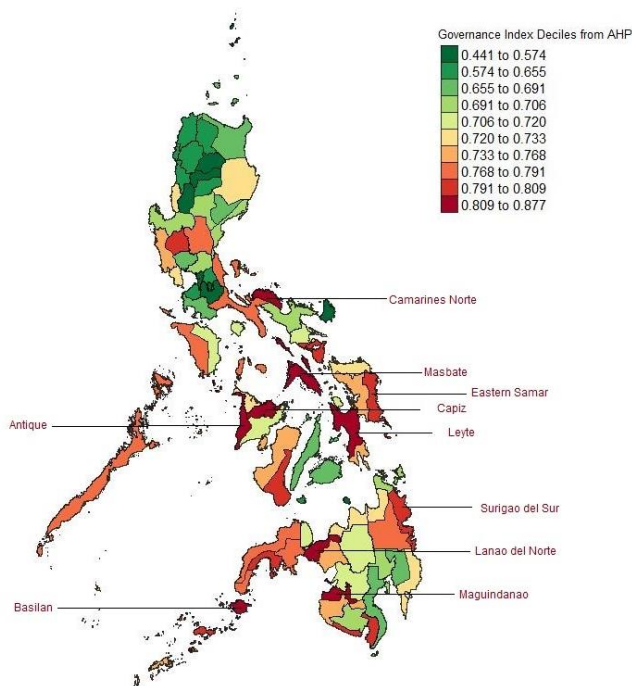 Governance Index Deciles from AHP
0.441 to 0.574
0.574 to 0.655
0.655 to 0.691
0.691 to 0.706
0.706 to 0.720
0.720 to 0.733
0.733 to 0.768
0.768 to 0.791
0.791 to 0.809
0.809 to 0.877
Camarines Norte
Masbate
Eastern Samar
Capiz
Antique
Leyte
Surigao del Sur
Lanao del Norte
Maguindanao
Basilan